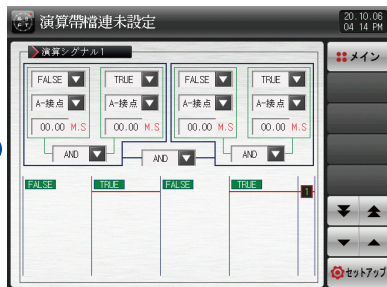 演算帶檔連未設定
20.10.06
04 14 PM
演算シグナル1
メイン
FALSE TRUE FALSE TRUE
A-接点 A-接点 A-接点 A-接点
00.00 M.S 00.00 M.S 00.00 M.S 00.00 M.S
AND AND AND
FALSE TRUE FALSE TRUE
1
セットアップ